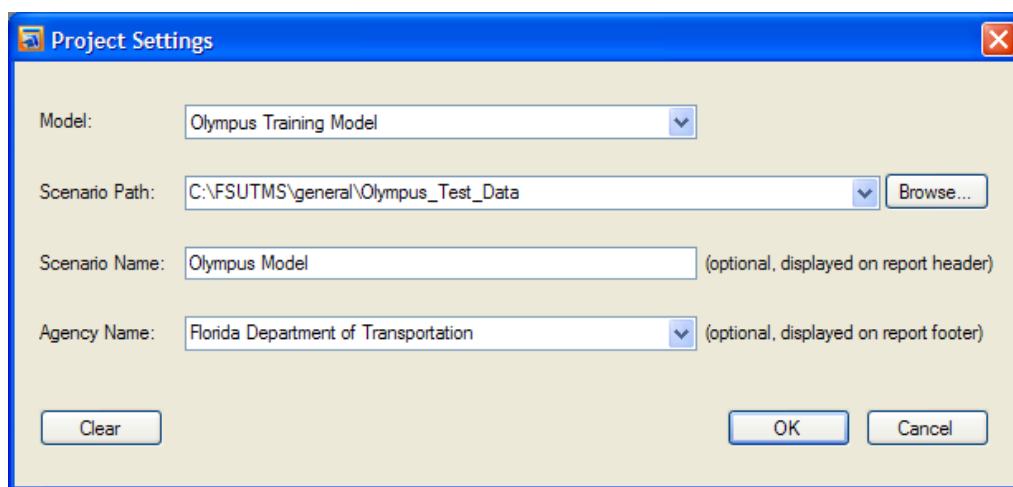 Project Settings
Model: Olympus Training Model
Scenario Path: C:\FSUTMS\general\Olympus_Test_Data Browse...
Scenario Name: Olympus Model (optional, displayed on report header)
Agency Name: Florida Department of Transportation (optional, displayed on report footer)
Clear OK Cancel